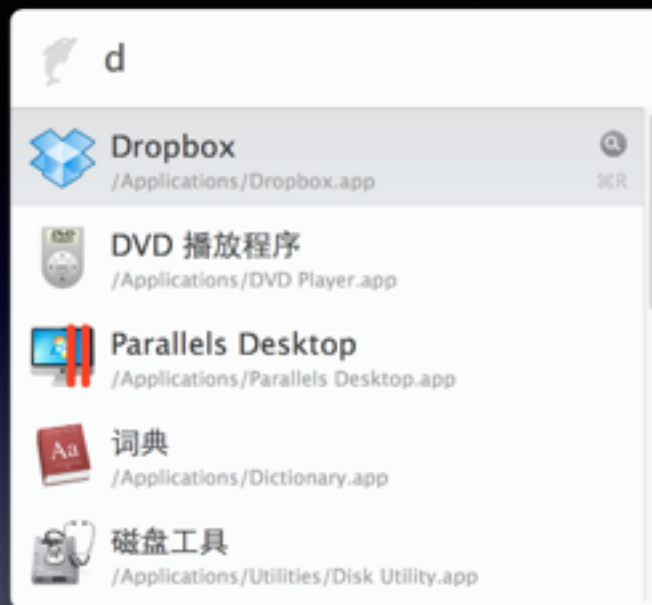 d
Dropbox
/Applications/Dropbox.app
⌘R
DVD 播放程序
/Applications/DVD Player.app
Parallels Desktop
/Applications/Parallels Desktop.app
Aa
词典
/Applications/Dictionary.app
磁盘工具
/Applications/Utilities/Disk Utility.app